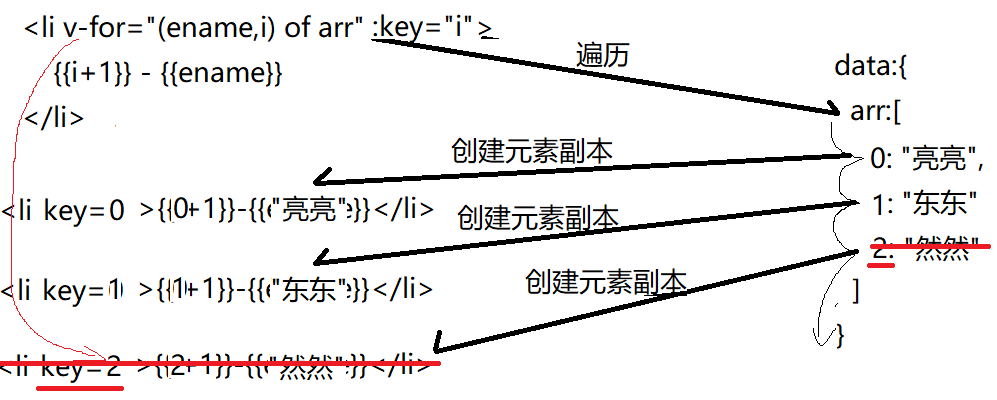 <li v-for="(ename,i) of arr" :key="i">
遍历
{{i+1}} - {{ename}}
data:{
</li>
arr:[
创建元素副本
0: "亮亮",
<li key=0 >{{0+1}}-{{"亮亮"}}</li>
创建元素副本
1: "东东"
2: "然然"
创建元素副本
<li key=1 >{{1+1}}-{{"东东"}}</li>
]
}
<li key=2 >{{2+1}}-{{"然然"}}</li>